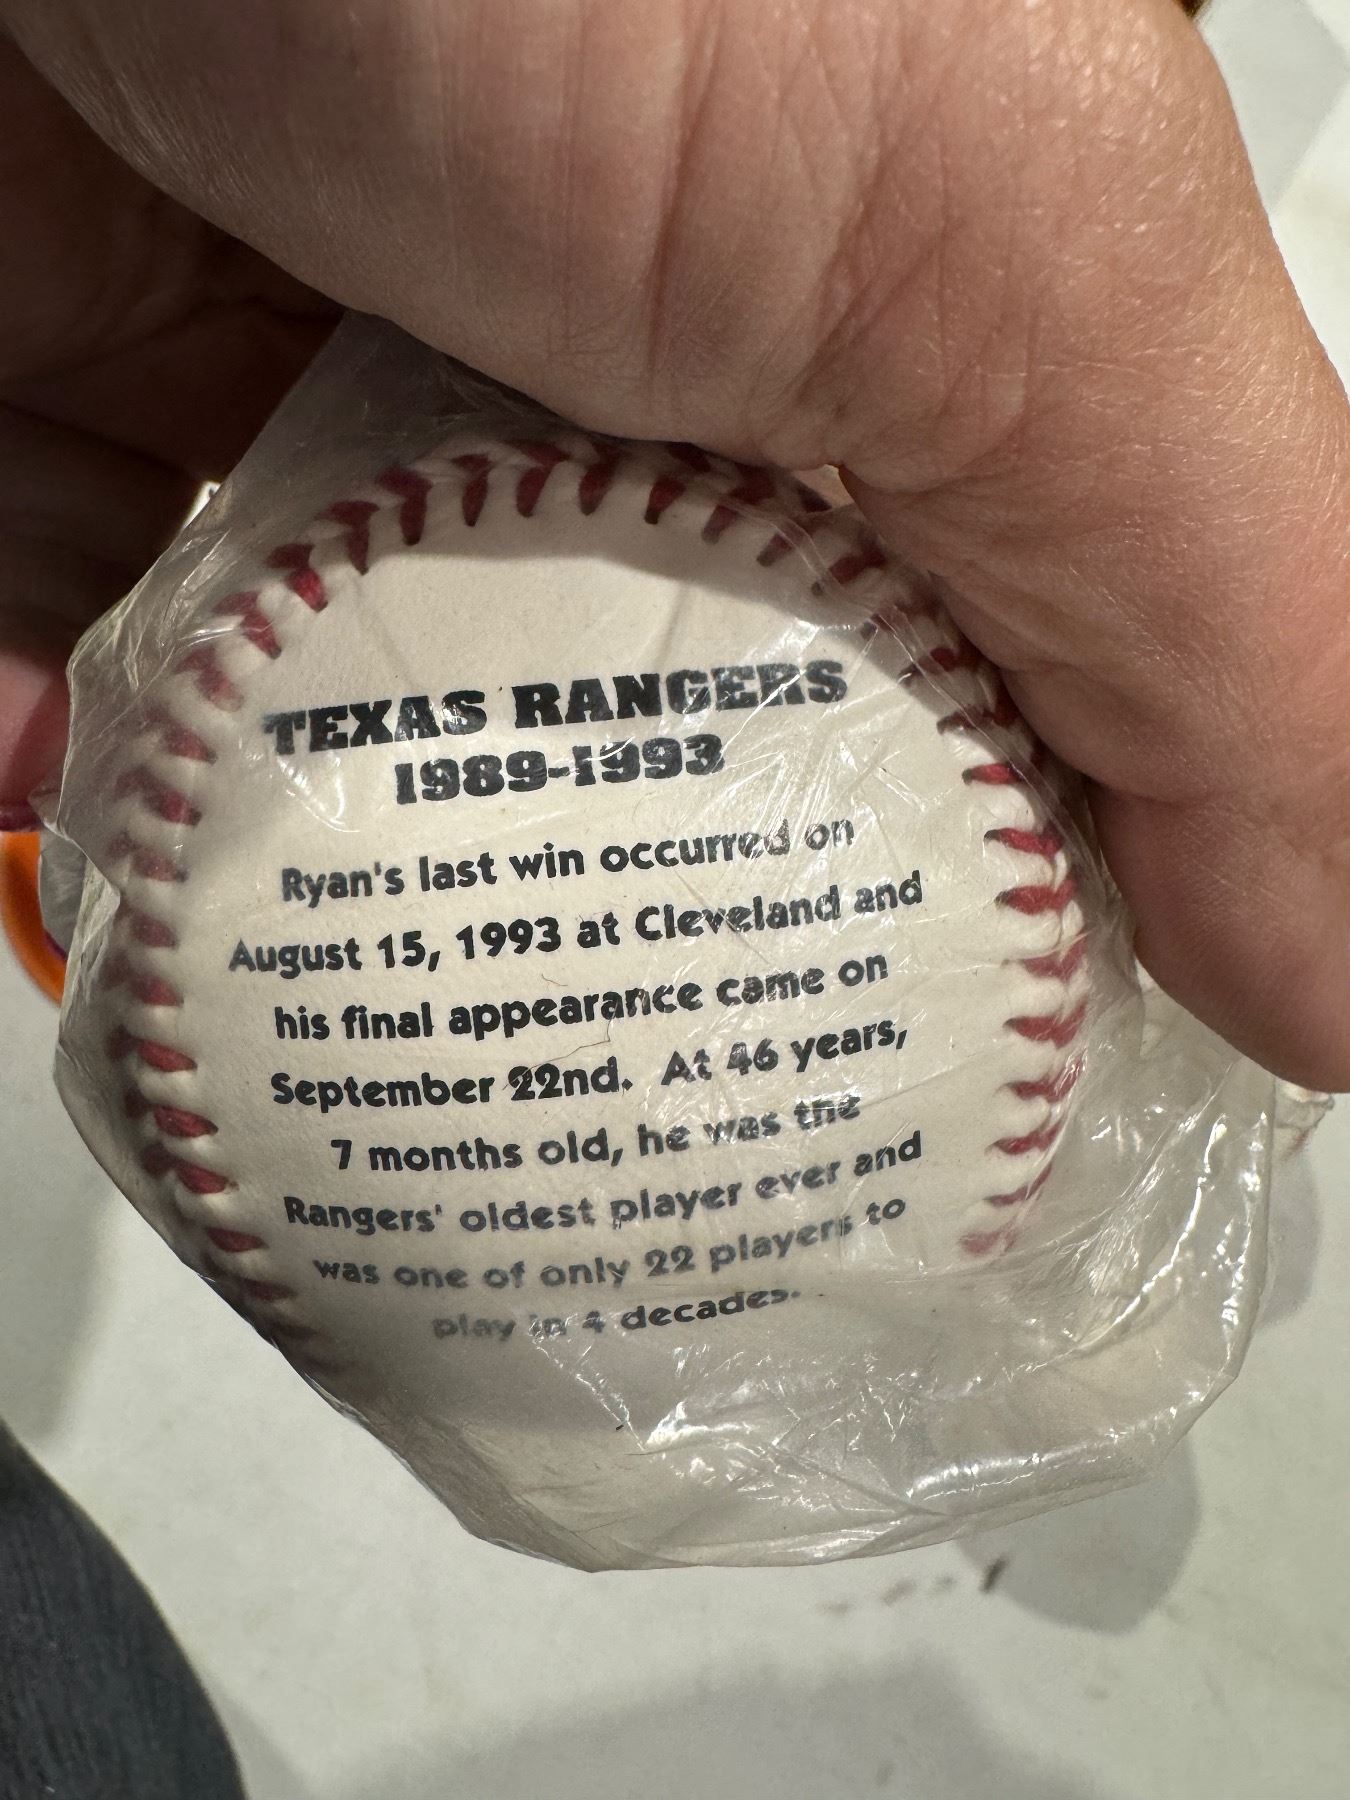 TEXAS RANGERS
1989-1993
Ryan's last win occurred on
August 15, 1993 at Cleveland and
his final appearance came on
September 22nd. At 46 years,
7 months old, he was the
Rangers' oldest player ever and
was one of only 22 players to
play in 4 decades.